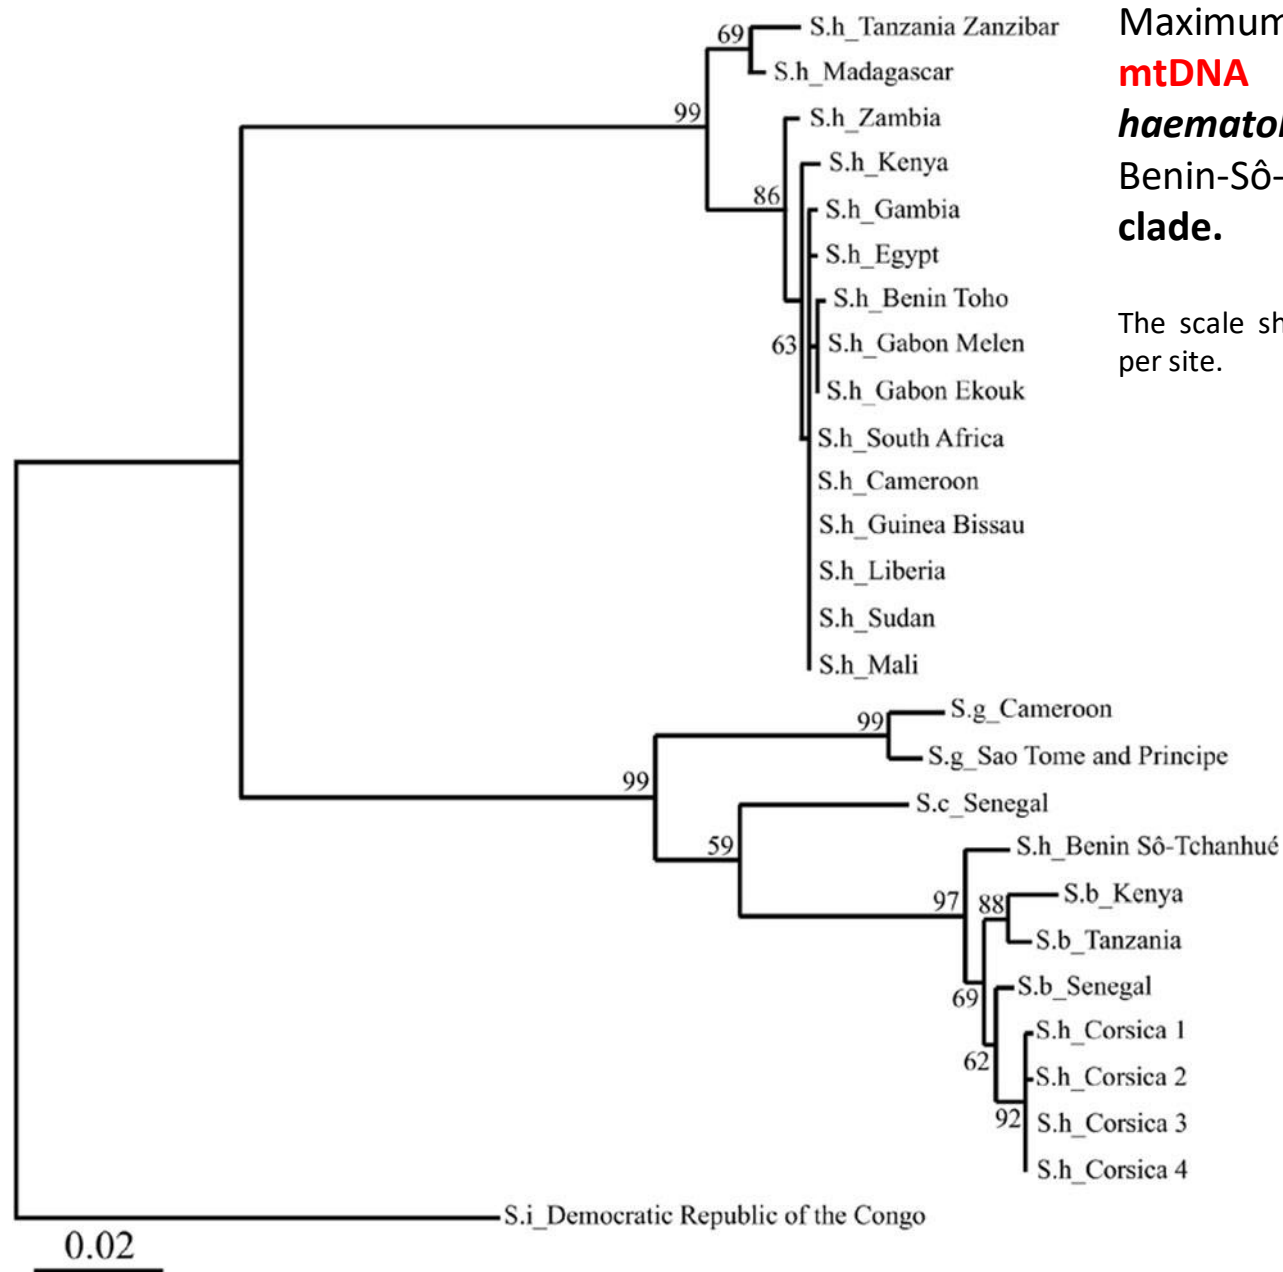 69
S.h_Tanzania Zanzibar
S.h_Madagascar
99
S.h_Zambia
S.h_Kenya
86
S.h_Gambia
S.h_Egypt
S.h_Benin Toho
63
S.h_Gabon Melen
S.h_Gabon Ekouk
S.h_South Africa
S.h_Cameroon
S.h_Guinea Bissau
S.h_Liberia
S.h_Sudan
S.h_Mali
99
S.g_Cameroon
S.g_Sao Tome and Principe
99
S.c_Senegal
59
S.h_Benin Sô-Tchanhué
97
88
S.b_Kenya
S.b_Tanzania
69
S.b_Senegal
S.h_Corsica 1
62
S.h_Corsica 2
92
S.h_Corsica 3
S.h_Corsica 4
S.i_Democratic Republic of the Congo
0.02
Maximum
mtDNA
Benin-Sô-
clade.
The scale
per site.